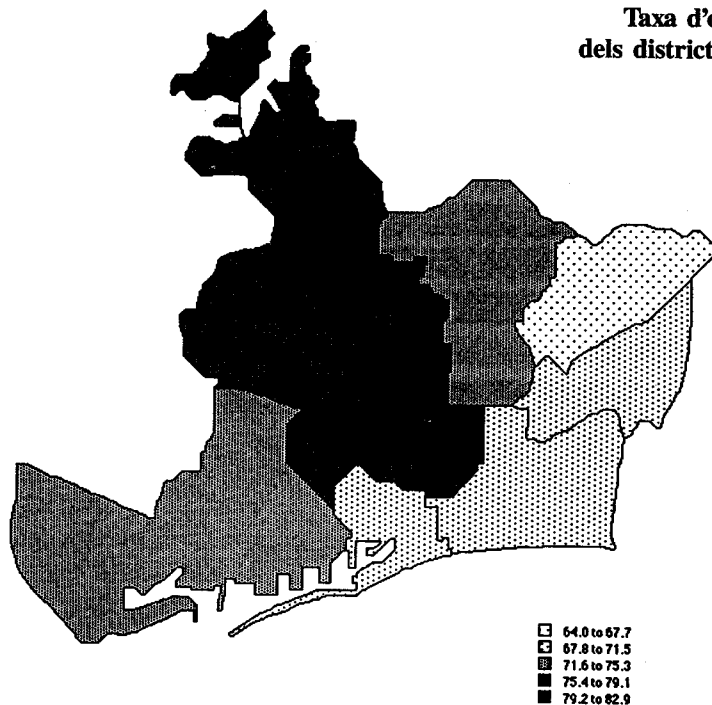 Taxa d'
dels district
64.0 to 67.7
67.8 to 71.5
71.6 to 75.3
75.4 to 79.1
79.2 to 82.9